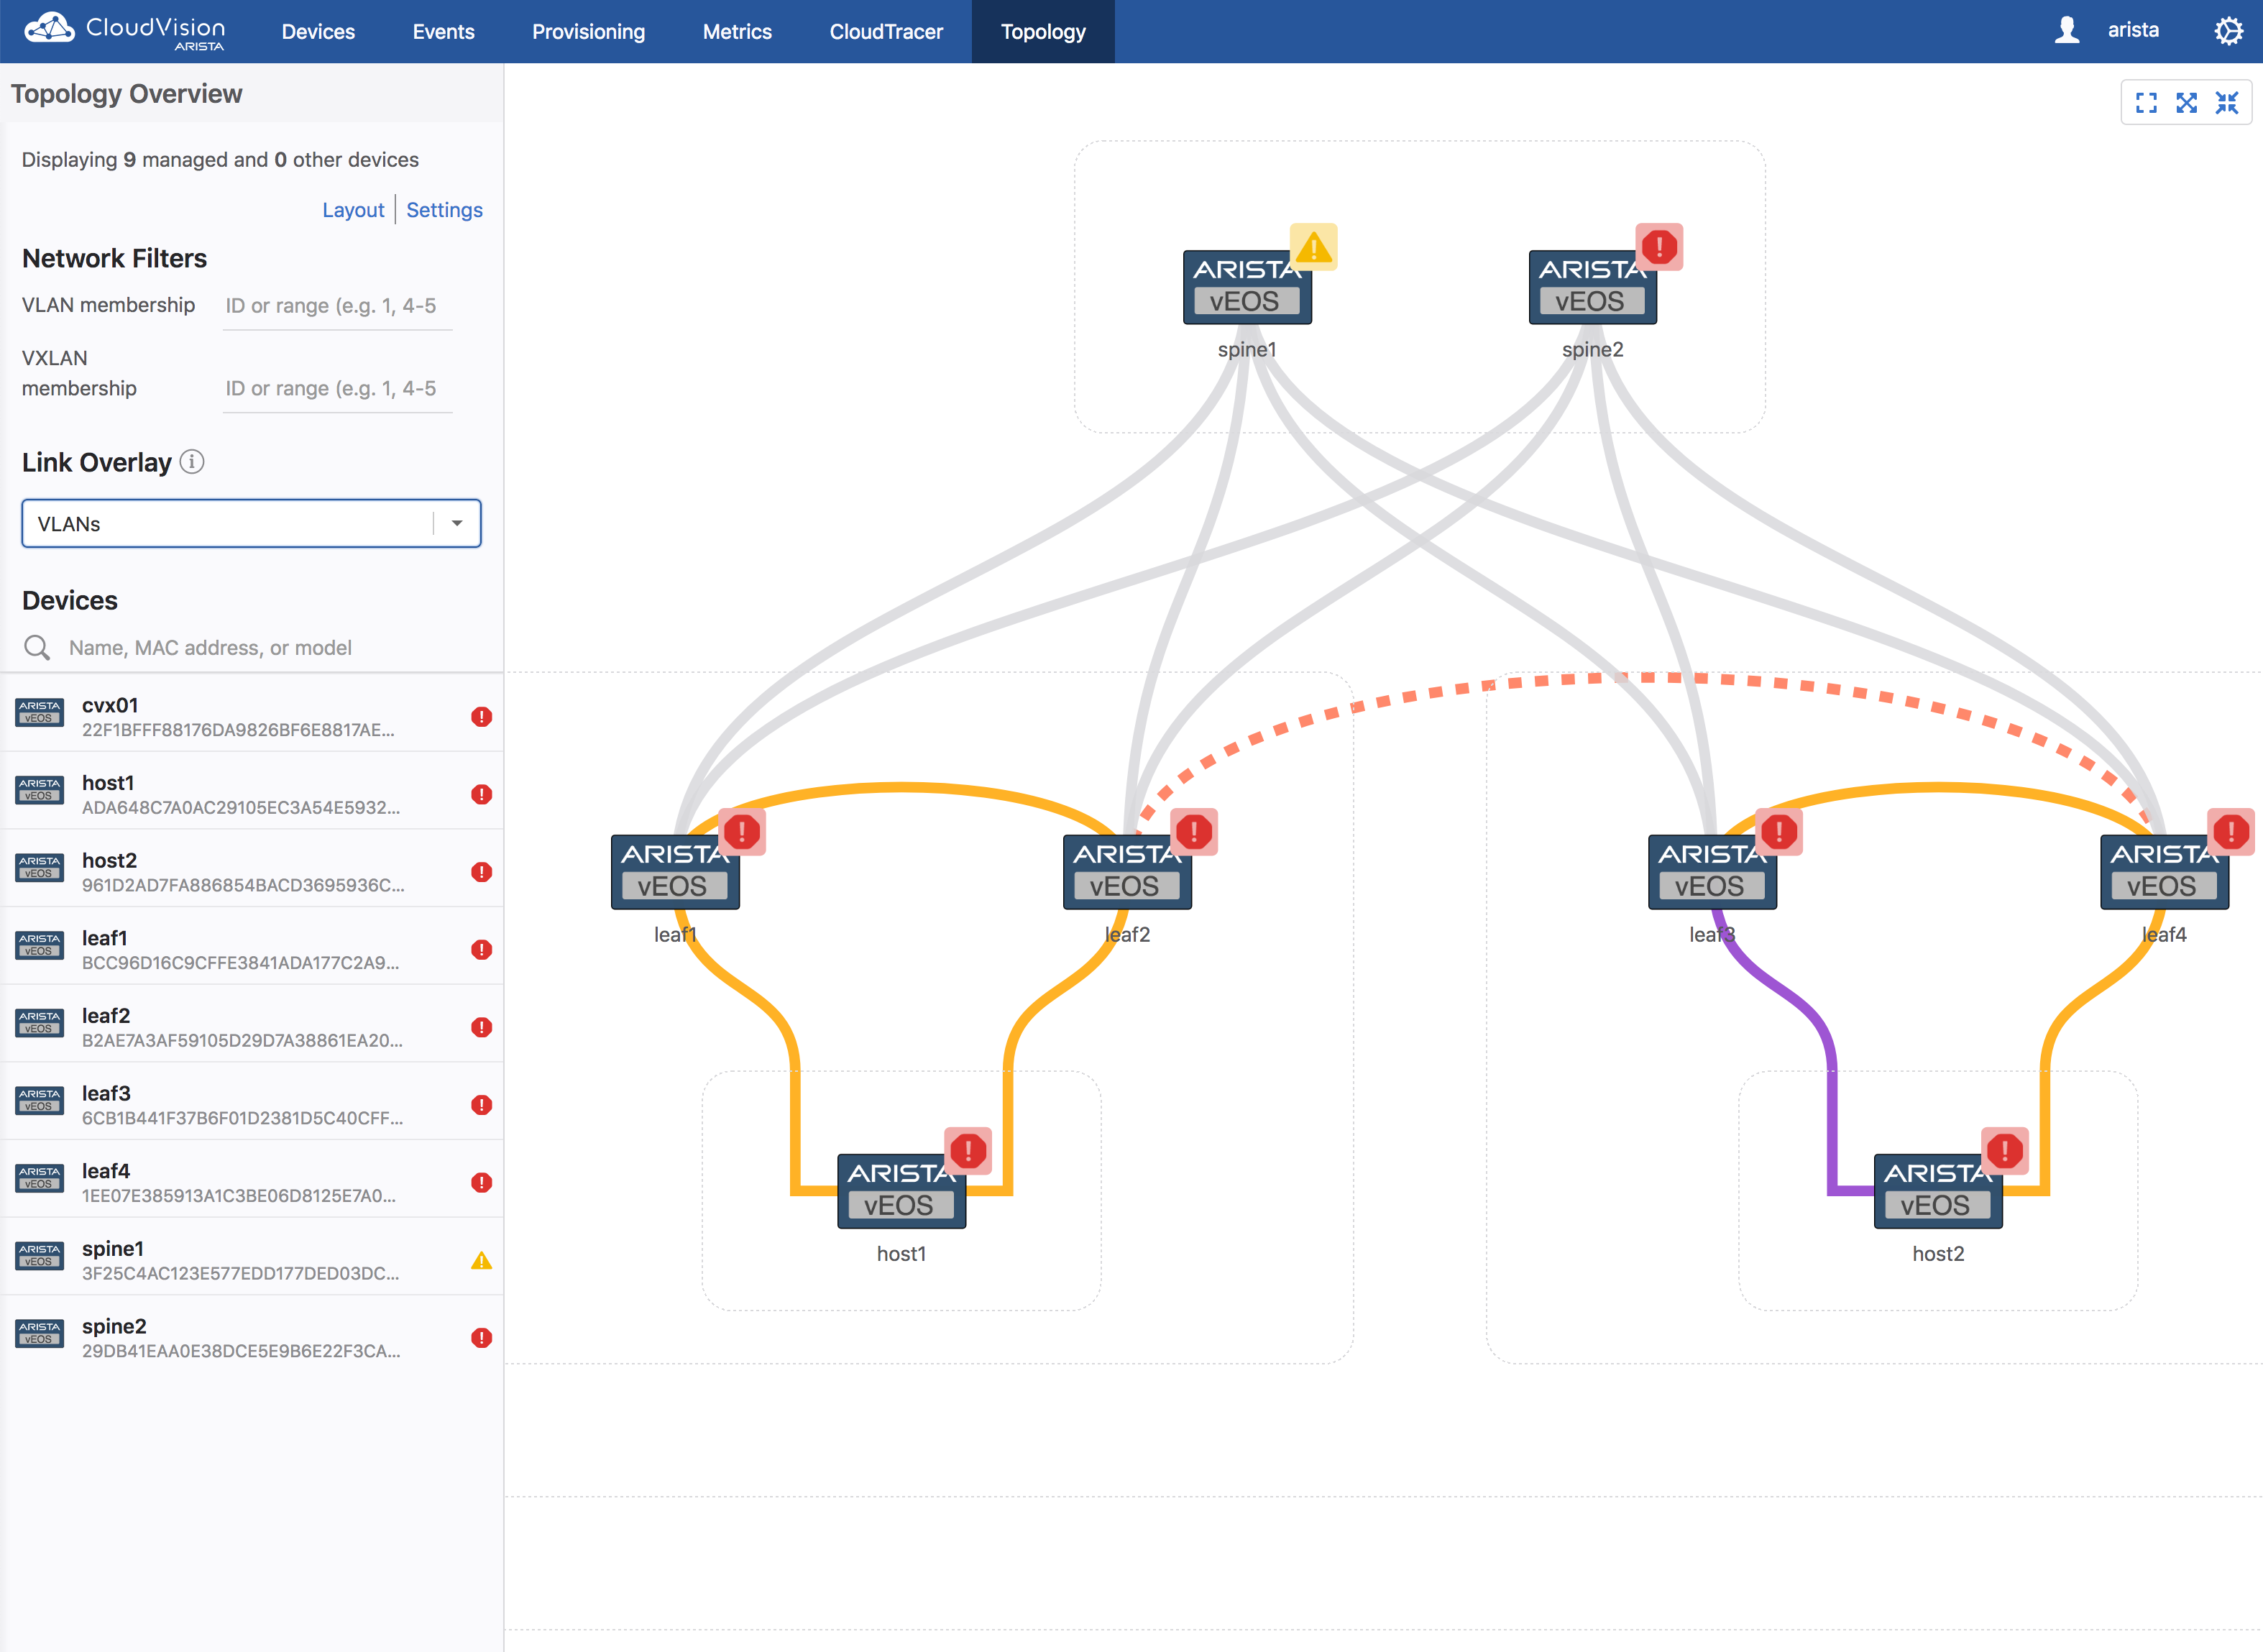 CloudVision
ARISTA
Devices
Events
Provisioning
Metrics
CloudTracer
Topology
arista
Topology Overview
Displaying 9 managed and 0 other devices
Layout
Settings
Network Filters
VLAN membership
ID or range (e.g. 1, 4-5
VXLAN
membership
ID or range (e.g. 1, 4-5
Link Overlay
VLANs
Devices
Name, MAC address, or model
ARISTA
vEOS
cvx01
22F1BFFF88176DA9826BF6E8817AE...
ARISTA
vEOS
host1
ADA648C7A0AC29105EC3A54E5932...
ARISTA
vEOS
host2
961D2AD7FA886854BACD3695936C...
ARISTA
vEOS
leaf1
BCC96D16C9CFFE3841ADA177C2A9...
ARISTA
vEOS
leaf2
B2AE7A3AF59105D29D7A38861EA20...
ARISTA
vEOS
leaf3
6CB1B441F37B6F01D2381D5C40CFF...
ARISTA
vEOS
leaf4
1EE07E385913A1C3BE06D8125E7A0...
ARISTA
vEOS
spine1
3F25C4AC123E577EDD177DED03DC...
ARISTA
vEOS
spine2
29DB41EAA0E38DCE5E9B6E22F3CA...
ARISTA
vEOS
spine1
ARISTA
vEOS
spine2
ARISTA
vEOS
leaf1
ARISTA
vEOS
leaf2
ARISTA
vEOS
leaf3
ARISTA
vEOS
leaf4
ARISTA
vEOS
host1
ARISTA
vEOS
host2